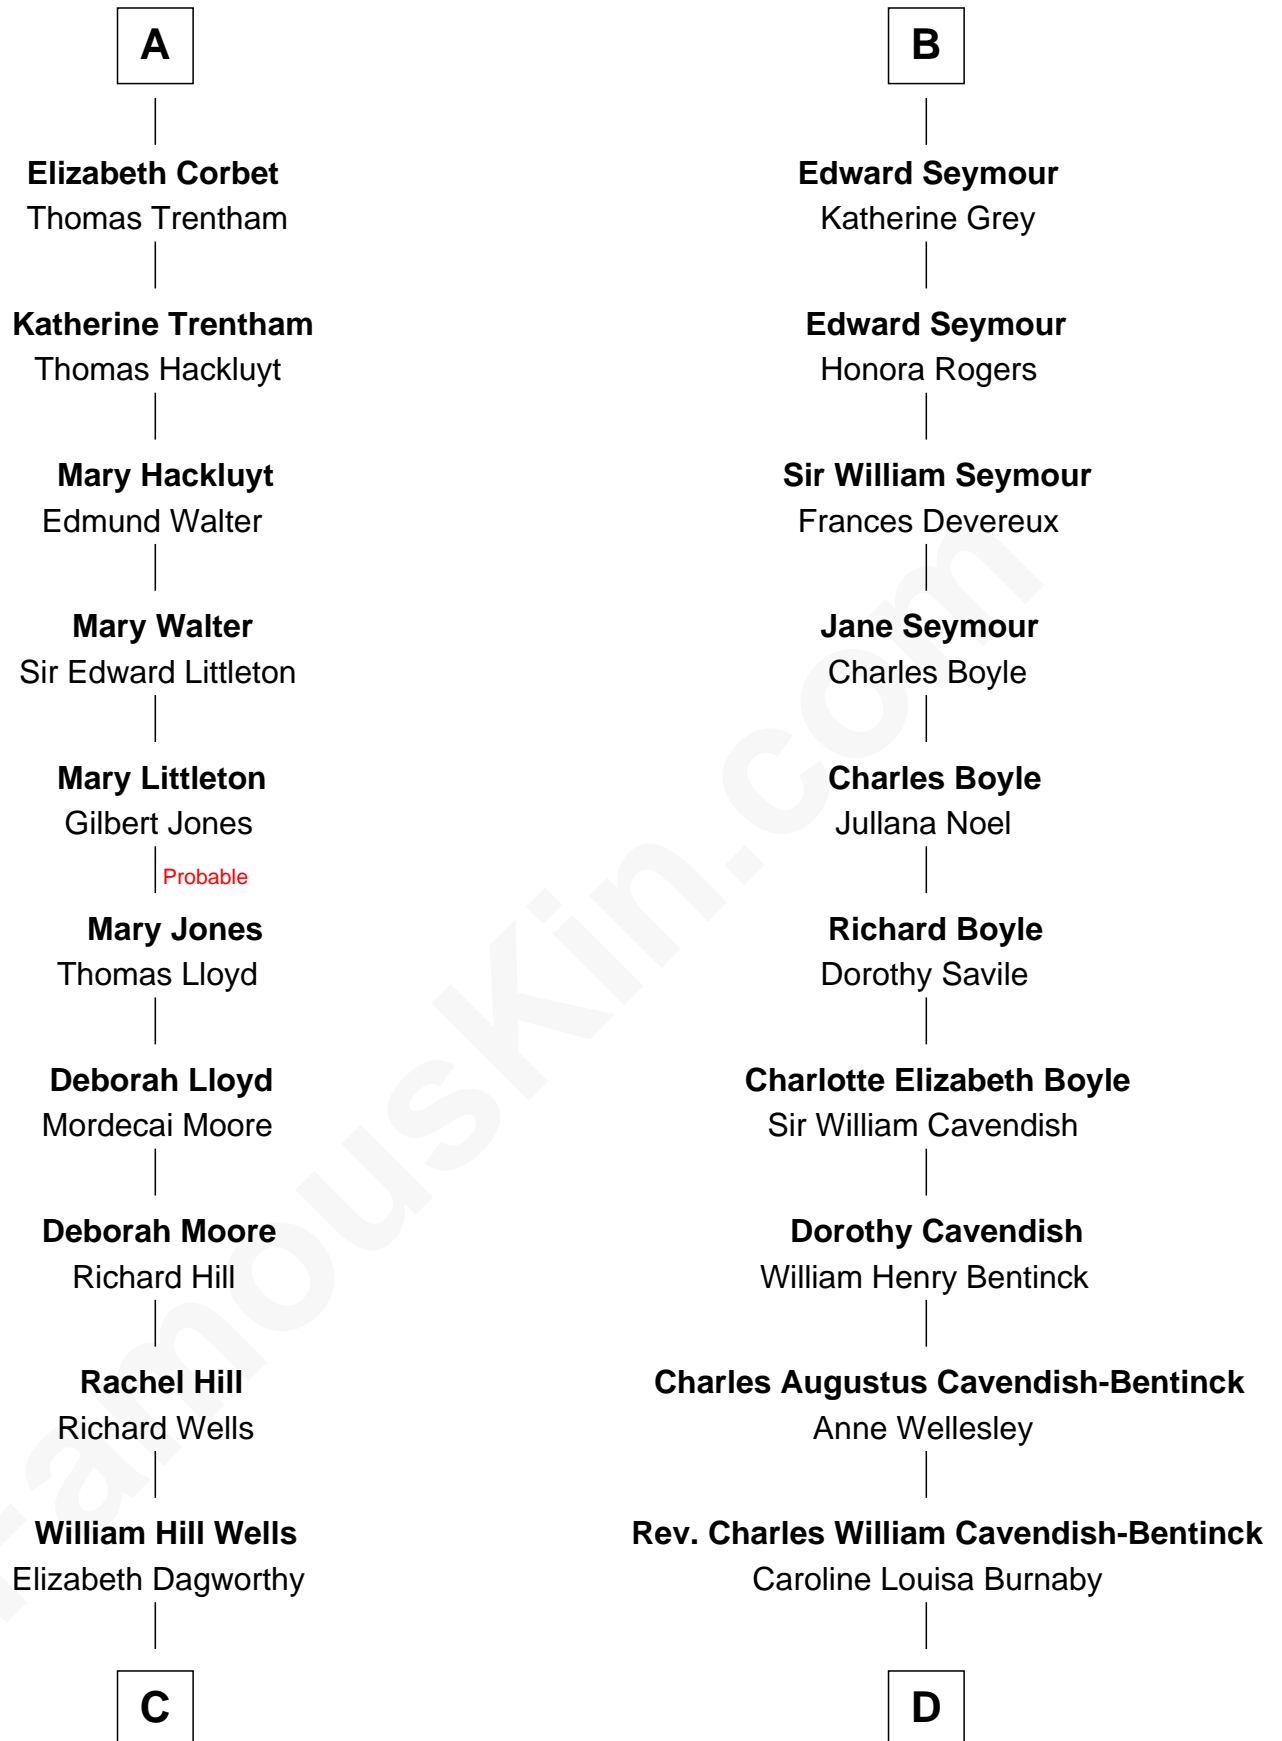 A
Elizabeth Corbet
Thomas Trentham
Katherine Trentham
Thomas Hackluyt
Mary Hackluyt
Edmund Walter
Mary Walter
Sir Edward Littleton
Mary Littleton
Gilbert Jones
Probable
Mary Jones
Thomas Lloyd
Deborah Lloyd
Mordecai Moore
Deborah Moore
Richard Hill
Rachel Hill
Richard Wells
William Hill Wells
Elizabeth Dagworthy
C
B
Edward Seymour
Katherine Grey
Edward Seymour
Honora Rogers
Sir William Seymour
Frances Devereux
Jane Seymour
Charles Boyle
Charles Boyle
Jullana Noel
Richard Boyle
Dorothy Savile
Charlotte Elizabeth Boyle
Sir William Cavendish
Dorothy Cavendish
William Henry Bentinck
Charles Augustus Cavendish-Bentinck
Anne Wellesley
Rev. Charles William Cavendish-Bentinck
Caroline Louisa Burnaby
D
FamousKin.com